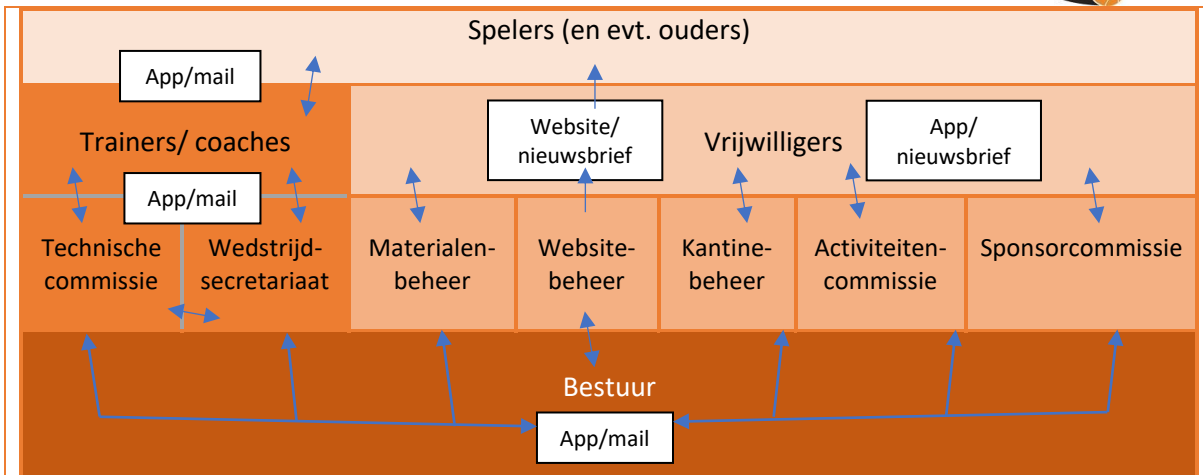 Spelers (en evt. ouders)
App/mail
Trainers/ coaches
Website/
nieuwsbrief
Vrijwilligers
App/
nieuwsbrief
App/mail
Technische
commissie
Wedstrijd-
secretariaat
Materialen-
beheer
Website-
beheer
Kantine-
beheer
Activiteiten-
commissie
Sponsorcommissie
Bestuur
App/mail